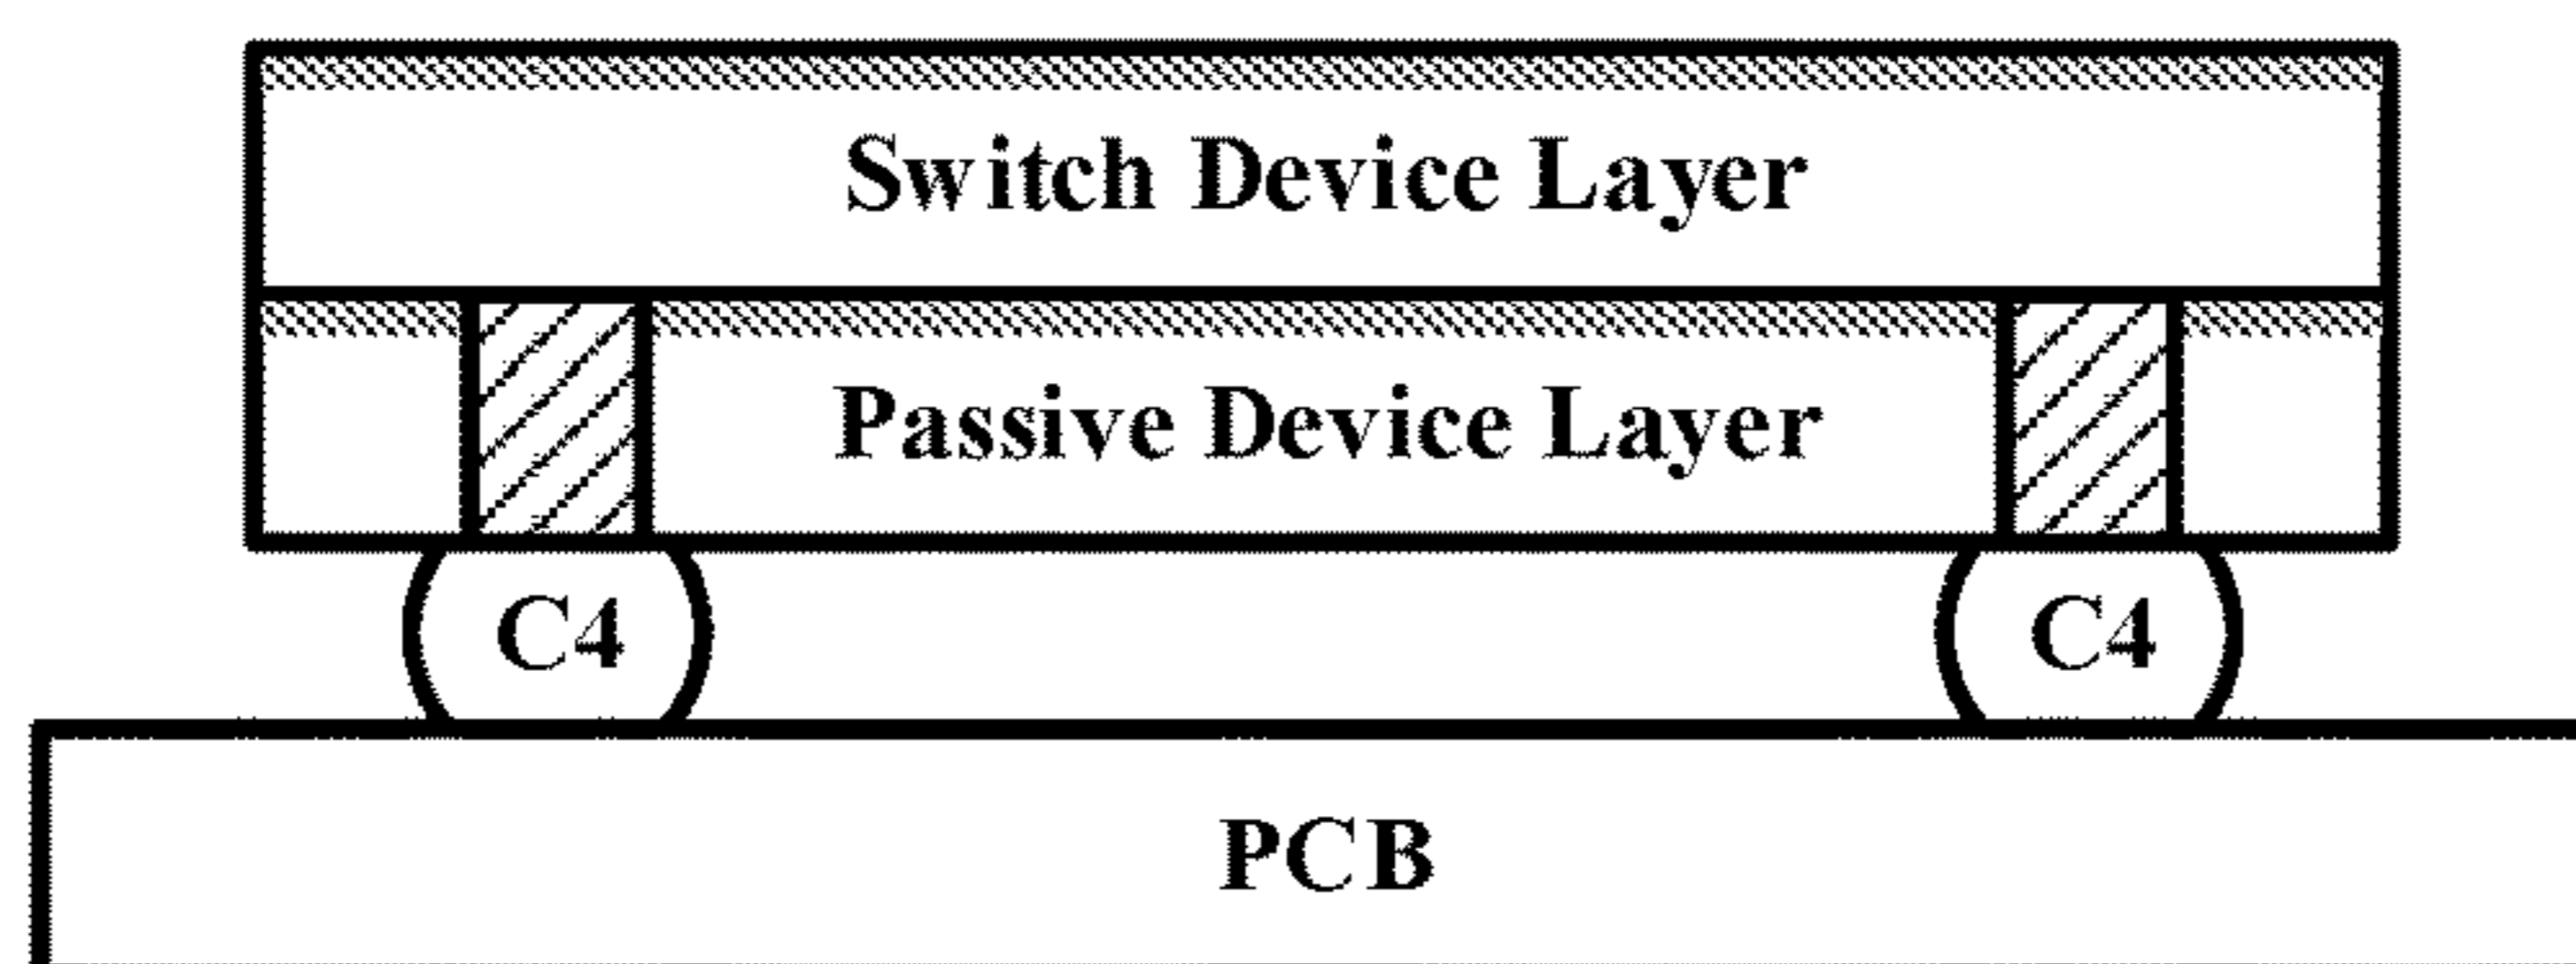 Switch Device Layer
Passive Device Layer
C4 C4
PCB